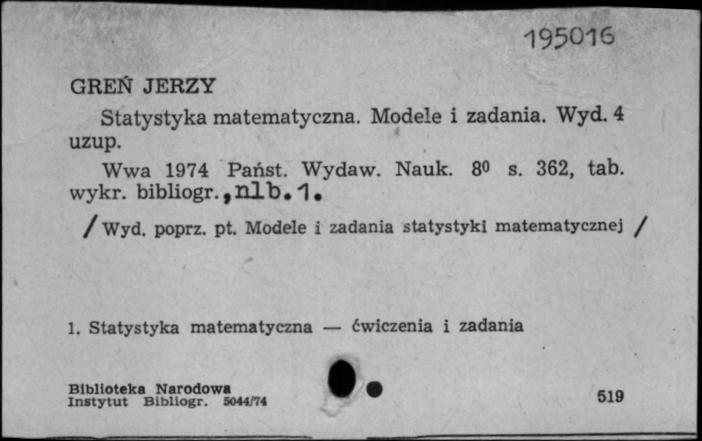 195016
GREŃ JERZY
Statystyka matematyczna. Modele i zadania. Wyd. 4
uzup.
Wwa 1974 Państ. Wydaw. Nauk. 8⁰ s. 362, tab.
wykr. bibliogr., nlb. 1.
/ Wyd. poprz. pt. Modele i zadania statystyki matematycznej /
1. Statystyka matematyczna — ćwiczenia i zadania
Biblioteka Narodowa
Instytut Bibliogr. 5044/74
519